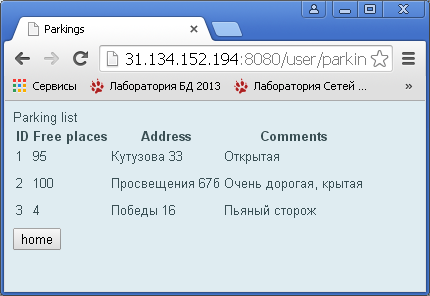 Parkings
31.134.152.194:8080/user/parkin
Сервисы Лаборатория БД 2013 Лаборатория Сетей ... »
Parking list
ID Free places Address Comments
1 95 Кутузова 33 Открытая
2 100 Просвещения 67б Очень дорогая, крытая
3 4 Победы 16 Пьяный сторож
home